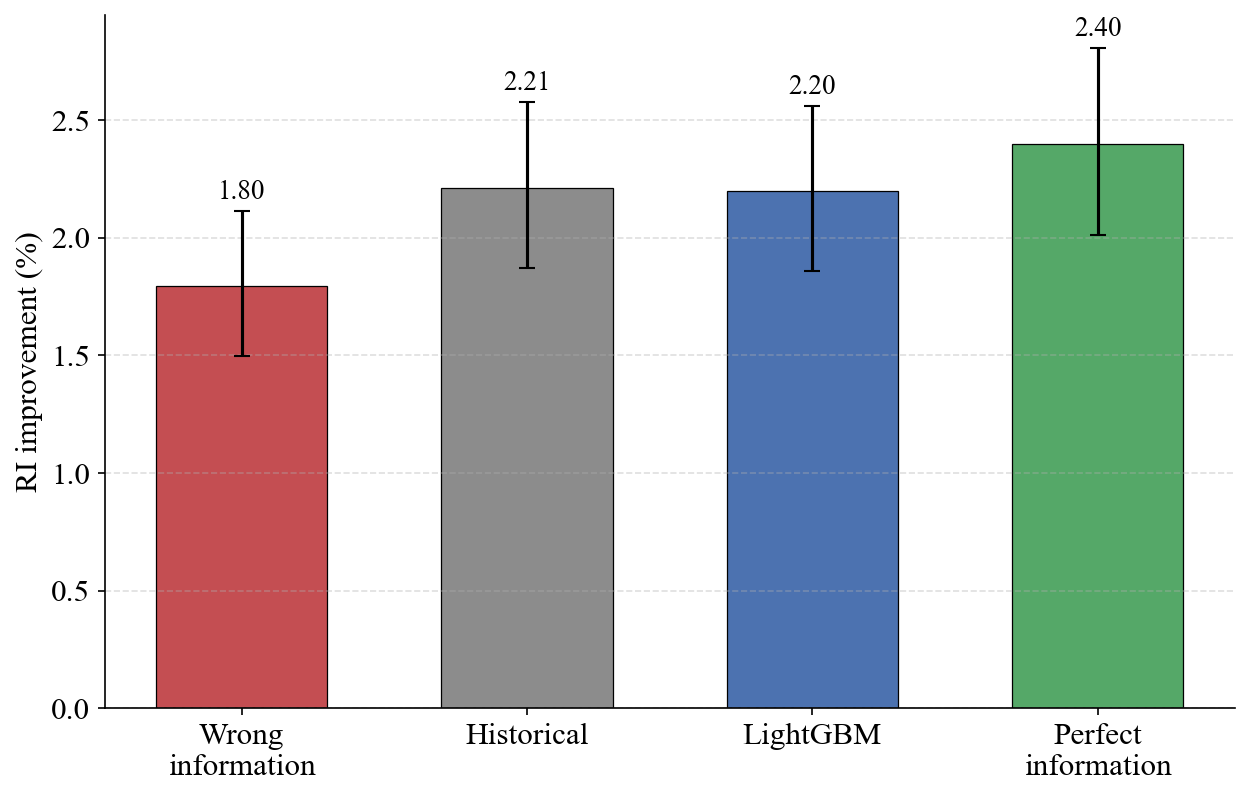 2.40
2.21
2.20
1.80
2.5
2.0
1.5
1.0
0.5
0.0
RI improvement (%)
Wrong
information
Historical
LightGBM
Perfect
information